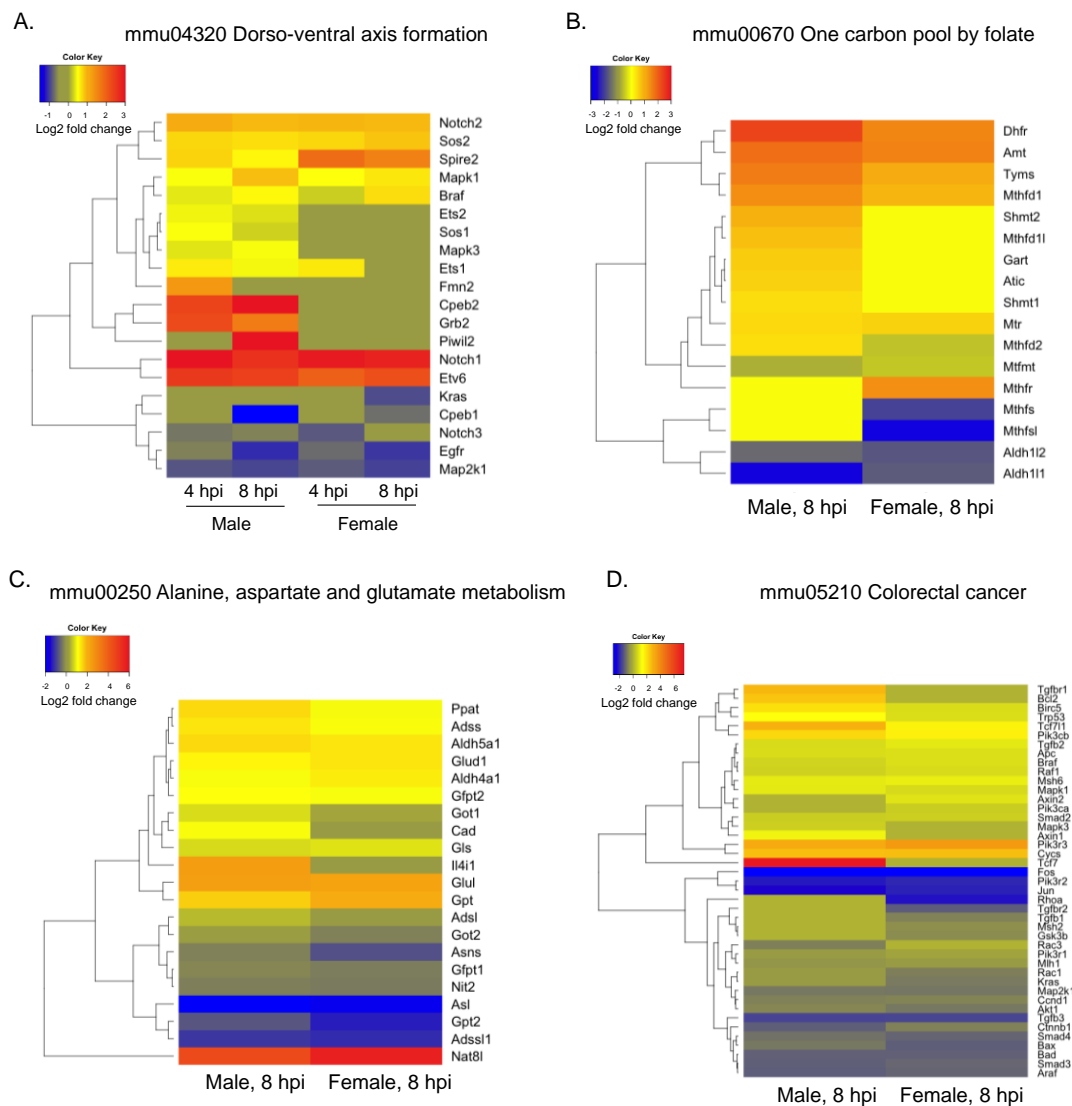 A.
mmu04320 Dorso-ventral axis formation
Color Key
-1 0 1 2 3
Log2 fold change
Notch2
Sos2
Spire2
Mapk1
Braf
Ets2
Sos1
Mapk3
Ets1
Fmn2
Cpeb2
Grb2
Piwil2
Notch1
Etv6
Kras
Cpeb1
Notch3
Egfr
Map2k1
4 hpi 8 hpi 4 hpi 8 hpi
Male Female
B.
mmu00670 One carbon pool by folate
Color Key
-3 -2 -1 0 1 2 3
Log2 fold change
Dhfr
Amt
Tyms
Mthfd1
Shmt2
Mthfd1l
Gart
Atic
Shmt1
Mtr
Mthfd2
Mtfmt
Mthfr
Mthfs
Mthfsl
Aldh1l2
Aldh1l1
Male, 8 hpi Female, 8 hpi
C.
mmu00250 Alanine, aspartate and glutamate metabolism
Color Key
-2 0 2 4 6
Log2 fold change
Ppat
Adss
Aldh5a1
Glud1
Aldh4a1
Gfpt2
Got1
Cad
Gls
Il4i1
Glul
Gpt
Adsl
Got2
Asns
Gfpt1
Nit2
Asl
Gpt2
Adssl1
Nat8l
Male, 8 hpi Female, 8 hpi
D.
mmu05210 Colorectal cancer
Color Key
-2 0 2 4 6
Log2 fold change
Tgfbr1
Bcl2
Birc5
Trp53
Tcf7l1
Pik3cb
Tgfb2
Apc
Braf
Raf1
Msh6
Mapk1
Axin2
Pik3ca
Smad2
Mapk3
Axin1
Pik3r3
Cycs
Tcf7
Fos
Pik3r2
Jun
Rhoa
Tgfbr2
Tgfb1
Msh2
Gsk3b
Rac3
Pik3r1
Mlh1
Rac1
Kras
Map2k1
Ccnd1
Akt1
Tgfb3
Ctnnb1
Smad4
Bax
Bad
Smad3
Araf
Male, 8 hpi Female, 8 hpi